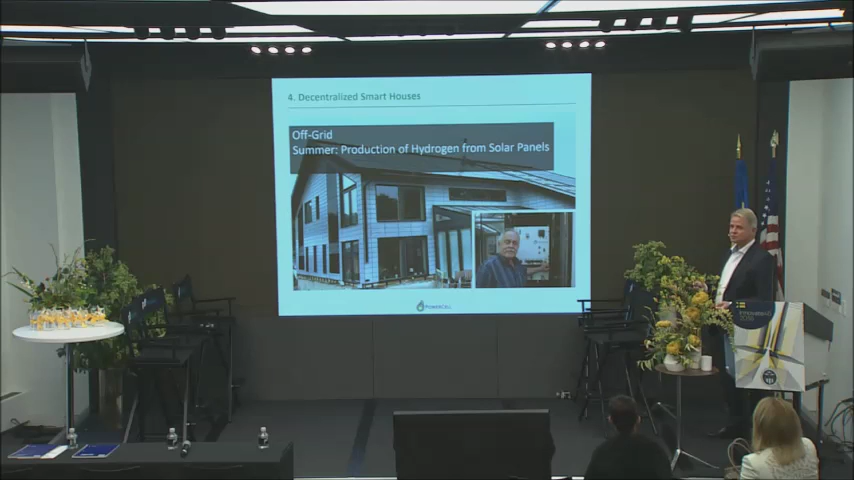 4. Decentralized Smart Houses
Off-Grid
Summer: Production of Hydrogen from Solar Panels
POWERCELL